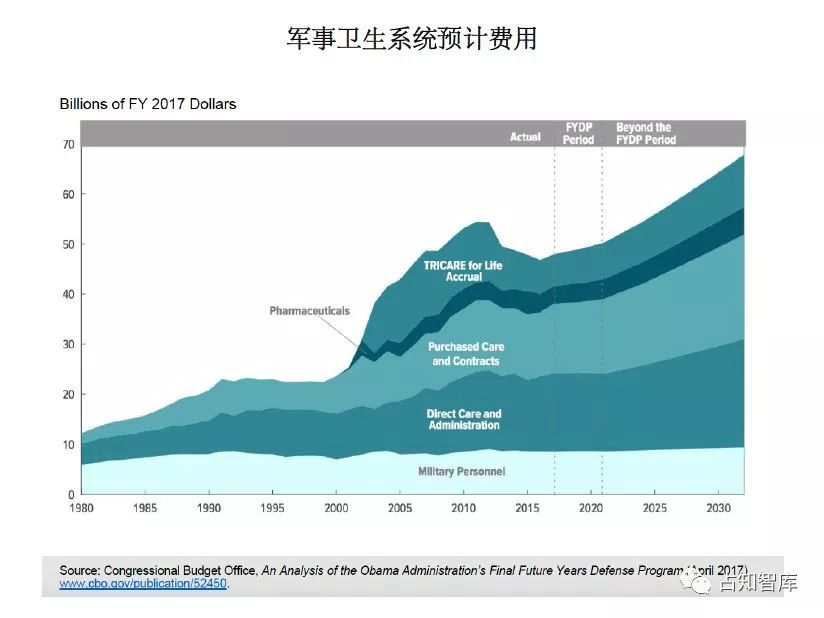 军事卫生系统预计费用
Billions of FY 2017 Dollars
Actual
FYDP
Period
Beyond the
FYDP Period
70
60
50
40
30
20
10
0
TRICARE for Life
Accrual
Pharmaceuticals
Purchased Care
and Contracts
Direct Care and
Administration
Military Personnel
1980 1985 1990 1995 2000 2005 2010 2015 2020 2025 2030
Source: Congressional Budget Office, An Analysis of the Obama Administration's Final Future Years Defense Program (April 2017)
www.cbo.gov/publication/52450.
占知智库